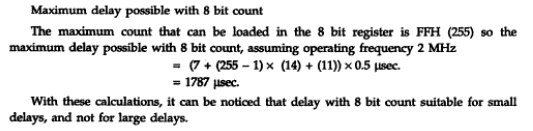 Maximum delay possible with 8 bit count
The maximum count that can be loaded in the 8 bit register is FFH (255) so the
maximum delay possible with 8 bit count, assuming operating frequency 2 MHz
= (7 + (255 – 1) × (14) + (11)) × 0.5 μsec.
= 1787 μsec.
With these calculations, it can be noticed that delay with 8 bit count suitable for small
delays, and not for large delays.